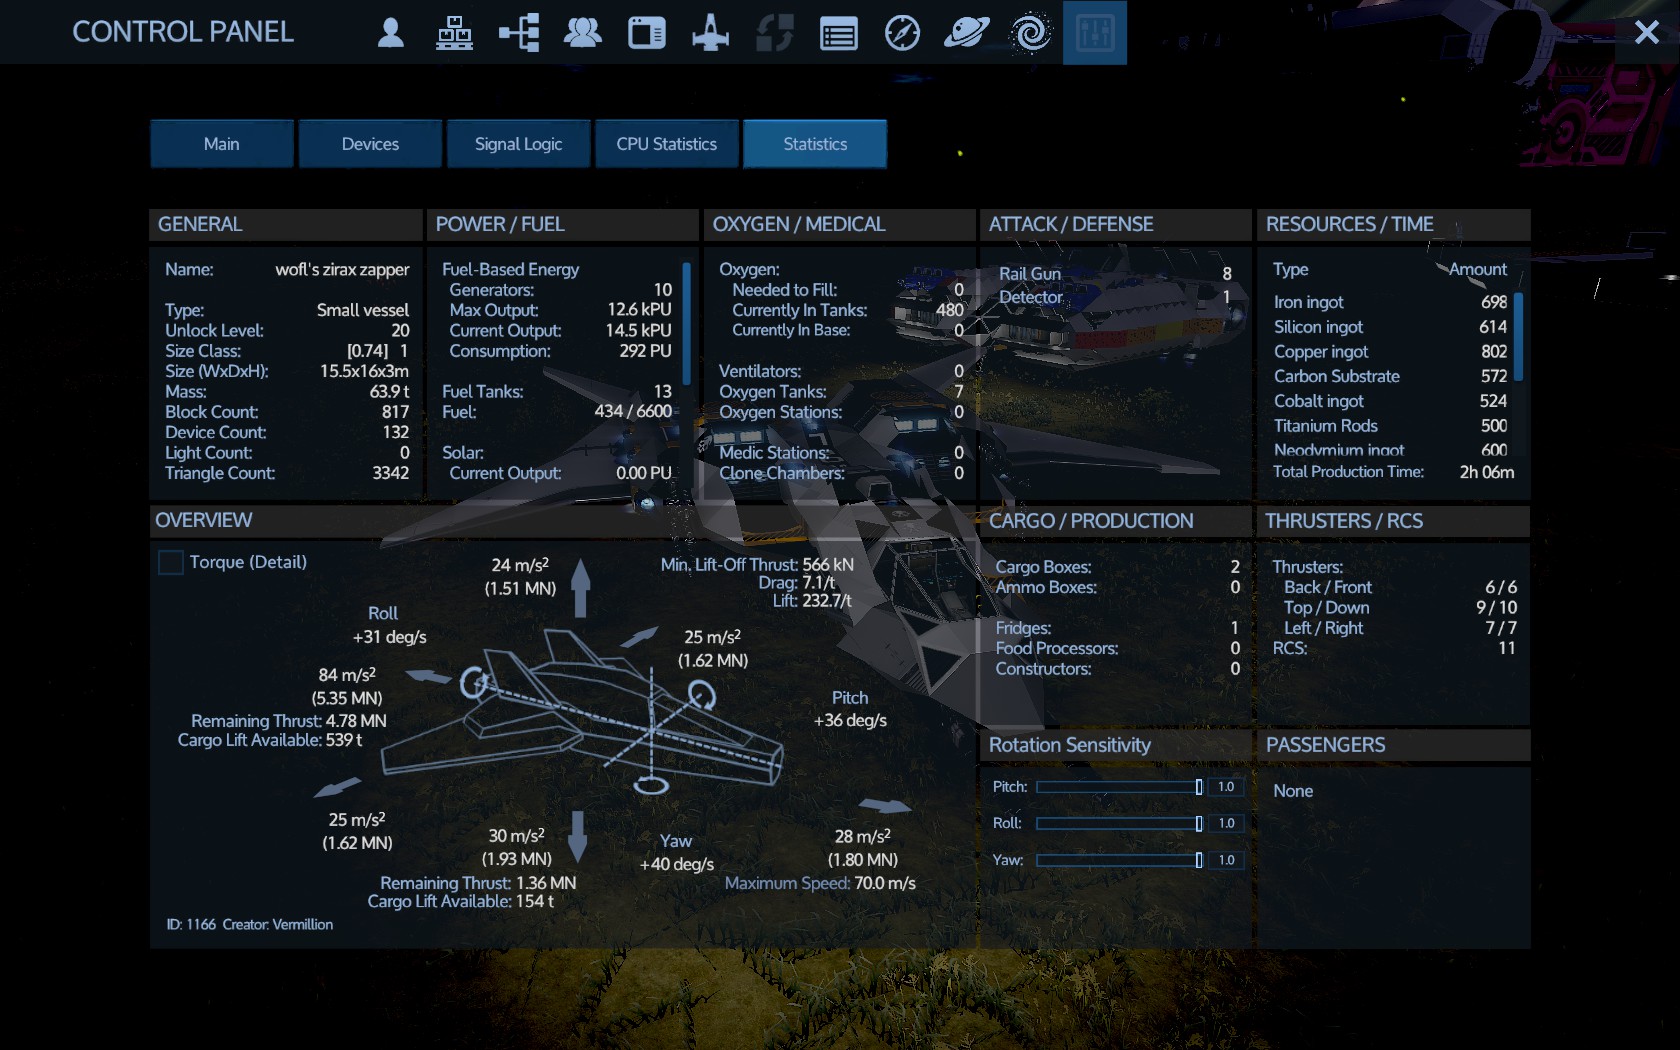 CONTROL PANEL
Main
Devices
Signal Logic
CPU Statistics
Statistics
GENERAL
Name: wofl's zirax zapper
Type: Small vessel
Unlock Level: 20
Size Class: [0.74] 1
Size (WxDxH): 15.5x16x3m
Mass: 63.9 t
Block Count: 817
Device Count: 132
Light Count: 0
Triangle Count: 3342
POWER / FUEL
Fuel-Based Energy
Generators: 10
Max Output: 12.6 kPU
Current Output: 14.5 kPU
Consumption: 292 PU
Fuel Tanks: 13
Fuel: 434 / 6600
Solar:
Current Output: 0.00 PU
OXYGEN / MEDICAL
Oxygen:
Needed to Fill: 0
Currently In Tanks: 480
Currently In Base: 0
Ventilators: 0
Oxygen Tanks: 7
Oxygen Stations: 0
Medic Stations: 0
Clone Chambers: 0
ATTACK / DEFENSE
Rail Gun 8
Detector 1
RESOURCES / TIME
Type Amount
Iron ingot 698
Silicon ingot 614
Copper ingot 802
Carbon Substrate 572
Cobalt ingot 524
Titanium Rods 500
Neodymium ingot 600
Total Production Time: 2h 06m
OVERVIEW
Torque (Detail)
24 m/s²
(1.51 MN)
Min. Lift-Off Thrust: 566 kN
Drag: 7.1/t
Lift: 232.7/t
Roll
+31 deg/s
25 m/s²
(1.62 MN)
84 m/s²
(5.35 MN)
Remaining Thrust: 4.78 MN
Cargo Lift Available: 539 t
Pitch
+36 deg/s
25 m/s²
(1.62 MN)
30 m/s²
(1.93 MN)
Remaining Thrust: 1.36 MN
Cargo Lift Available: 154 t
Yaw
+40 deg/s
28 m/s²
(1.80 MN)
Maximum Speed: 70.0 m/s
ID: 1166 Creator: Vermillion
CARGO / PRODUCTION
Cargo Boxes: 2
Ammo Boxes: 0
Fridges: 1
Food Processors: 0
Constructors: 0
THRUSTERS / RCS
Thrusters:
Back / Front 6 / 6
Top / Down 9 / 10
Left / Right 7 / 7
RCS: 11
Rotation Sensitivity
Pitch: 1.0
Roll: 1.0
Yaw: 1.0
PASSENGERS
None